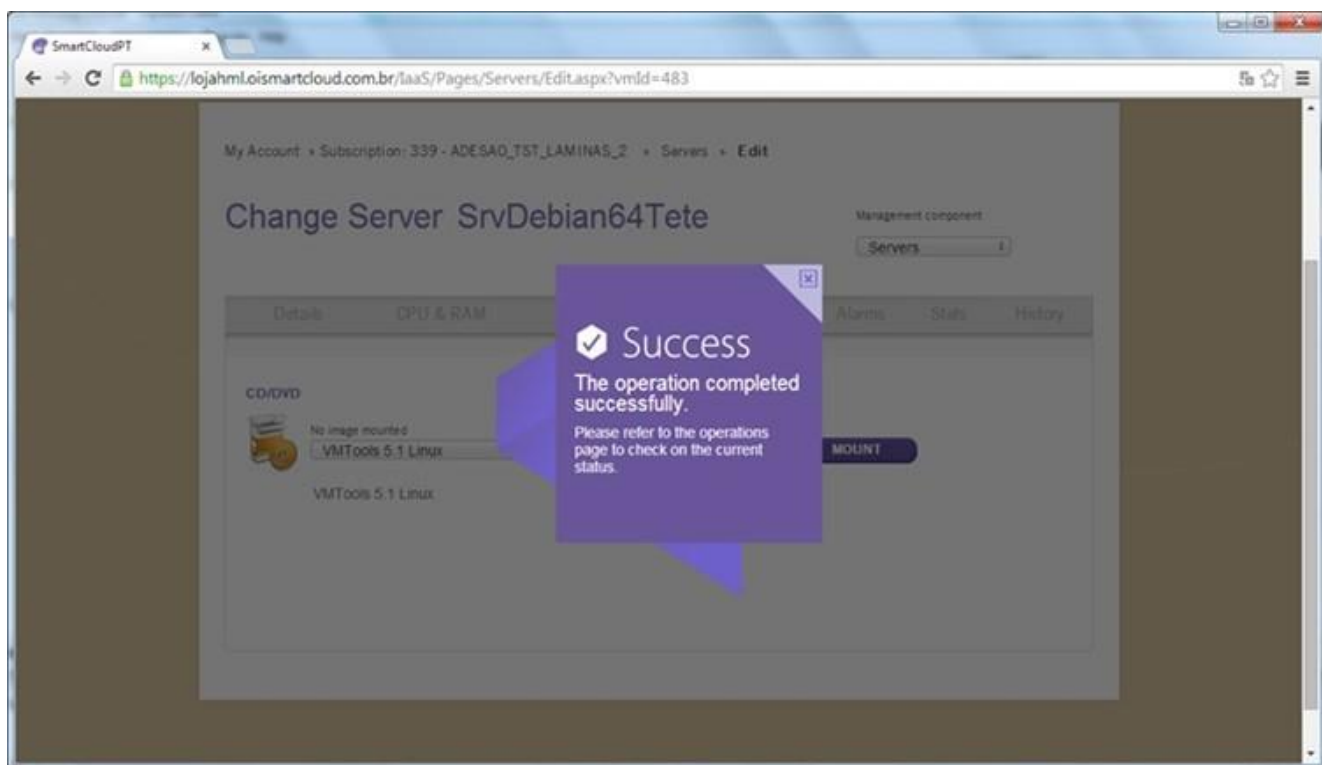 SmartCloudPT
https://lojahml.oismartcloud.com.br/IaaS/Pages/Servers/Edit.aspx?vmId=483
My Account • Subscription: 339 - ADESAO_TST_LAMINAS_2 • Servers • Edit
Change Server SrvDebian64Tete
Management component
Servers
Details CPU & RAM Alarms Stats History
Success
The operation completed
successfully.
Please refer to the operations
page to check on the current
status.
CD/DVD
No image mounted
VMTools 5.1 Linux
MOUNT
VMTools 5.1 Linux